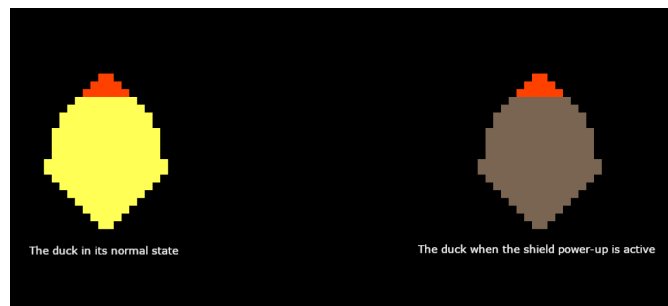 The duck in its normal state
The duck when the shield power-up is active